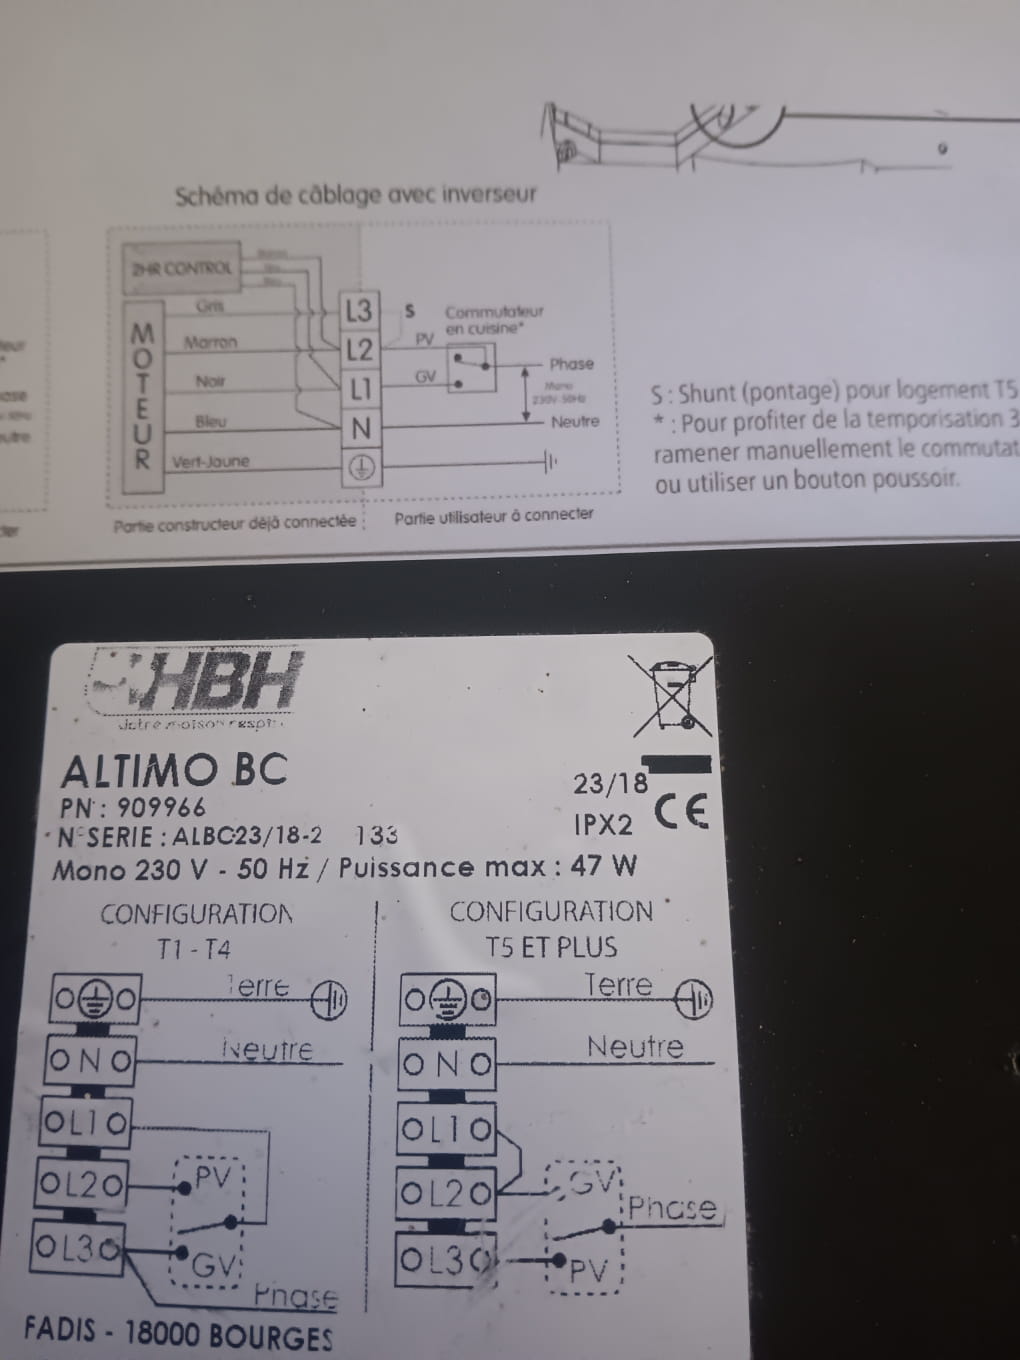 Schéma de câblage avec inverseur
2HR CONTROL
MOTEUR
Gris
Marron
Noir
Bleu
Vert-Jaune
L3
L2
L1
N
S
PV
GV
Commutateur
en cuisine*
Phase
Mono
230V-50Hz
Neutre
Partie constructeur déjà connectée
Partie utilisateur à connecter
S : Shunt (pontage) pour logement T5
* : Pour profiter de la temporisation 3
ramener manuellement le commutat
ou utiliser un bouton poussoir.
HBH
ALTIMO BC
PN : 909966
N° SERIE : ALBC23/18-2 133
23/18
IPX2
CE
Mono 230 V - 50 Hz / Puissance max : 47 W
CONFIGURATION
T1 - T4
Terre
N
Neutre
L1
L2
PV
L3
GV
Phase
CONFIGURATION
T5 ET PLUS
Terre
N
Neutre
L1
L2
GV
Phase
L3
PV
FADIS - 18000 BOURGES